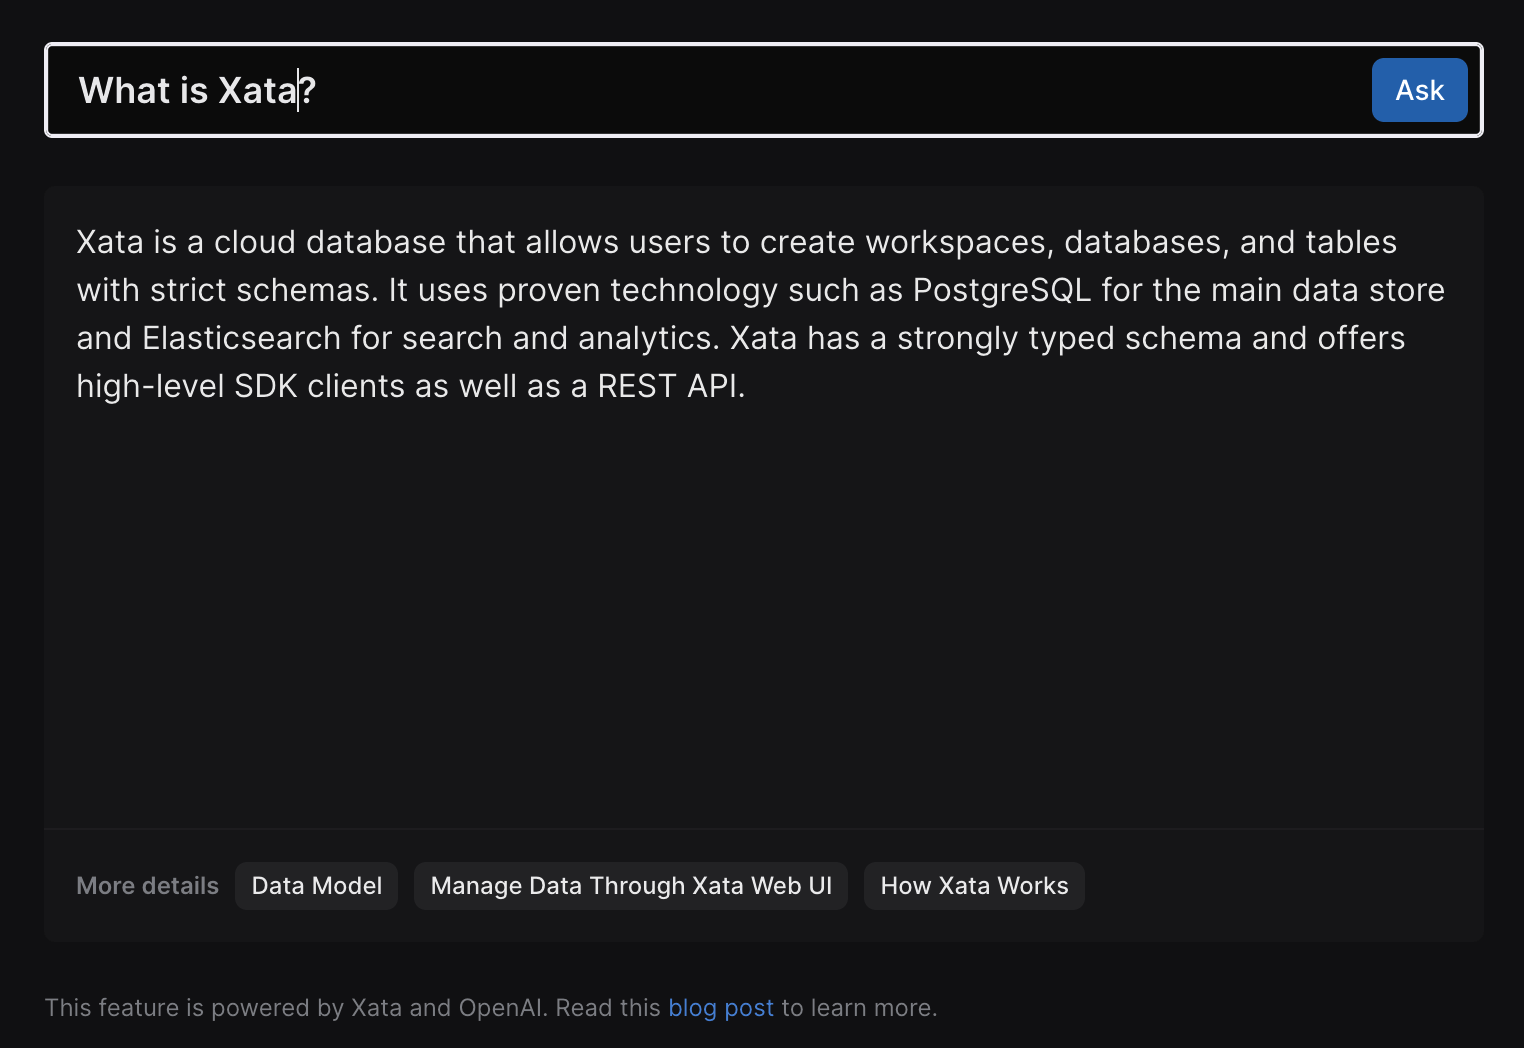 What is Xata?
Ask
Xata is a cloud database that allows users to create workspaces, databases, and tables
with strict schemas. It uses proven technology such as PostgreSQL for the main data store
and Elasticsearch for search and analytics. Xata has a strongly typed schema and offers
high-level SDK clients as well as a REST API.
More details Data Model Manage Data Through Xata Web UI How Xata Works
This feature is powered by Xata and OpenAI. Read this blog post to learn more.